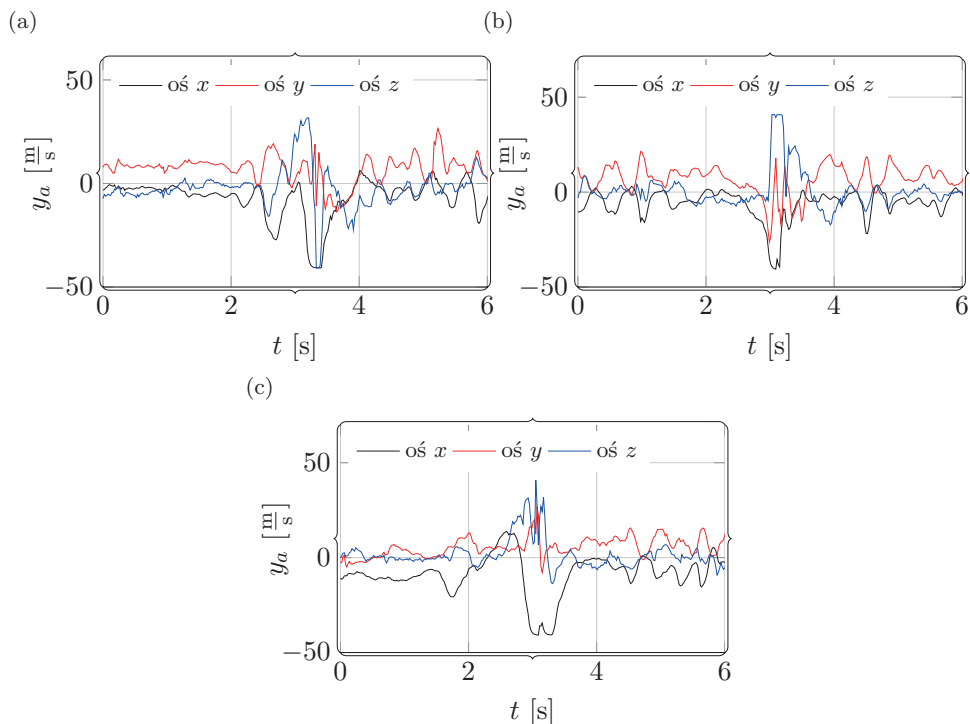 (a)
(b)
50
0
−50
oś x oś y oś z
y_a [m/s]
0 2 4 6
t [s]
50
0
−50
oś x oś y oś z
y_a [m/s]
0 2 4 6
t [s]
(c)
50
0
−50
oś x oś y oś z
y_a [m/s]
0 2 4 6
t [s]